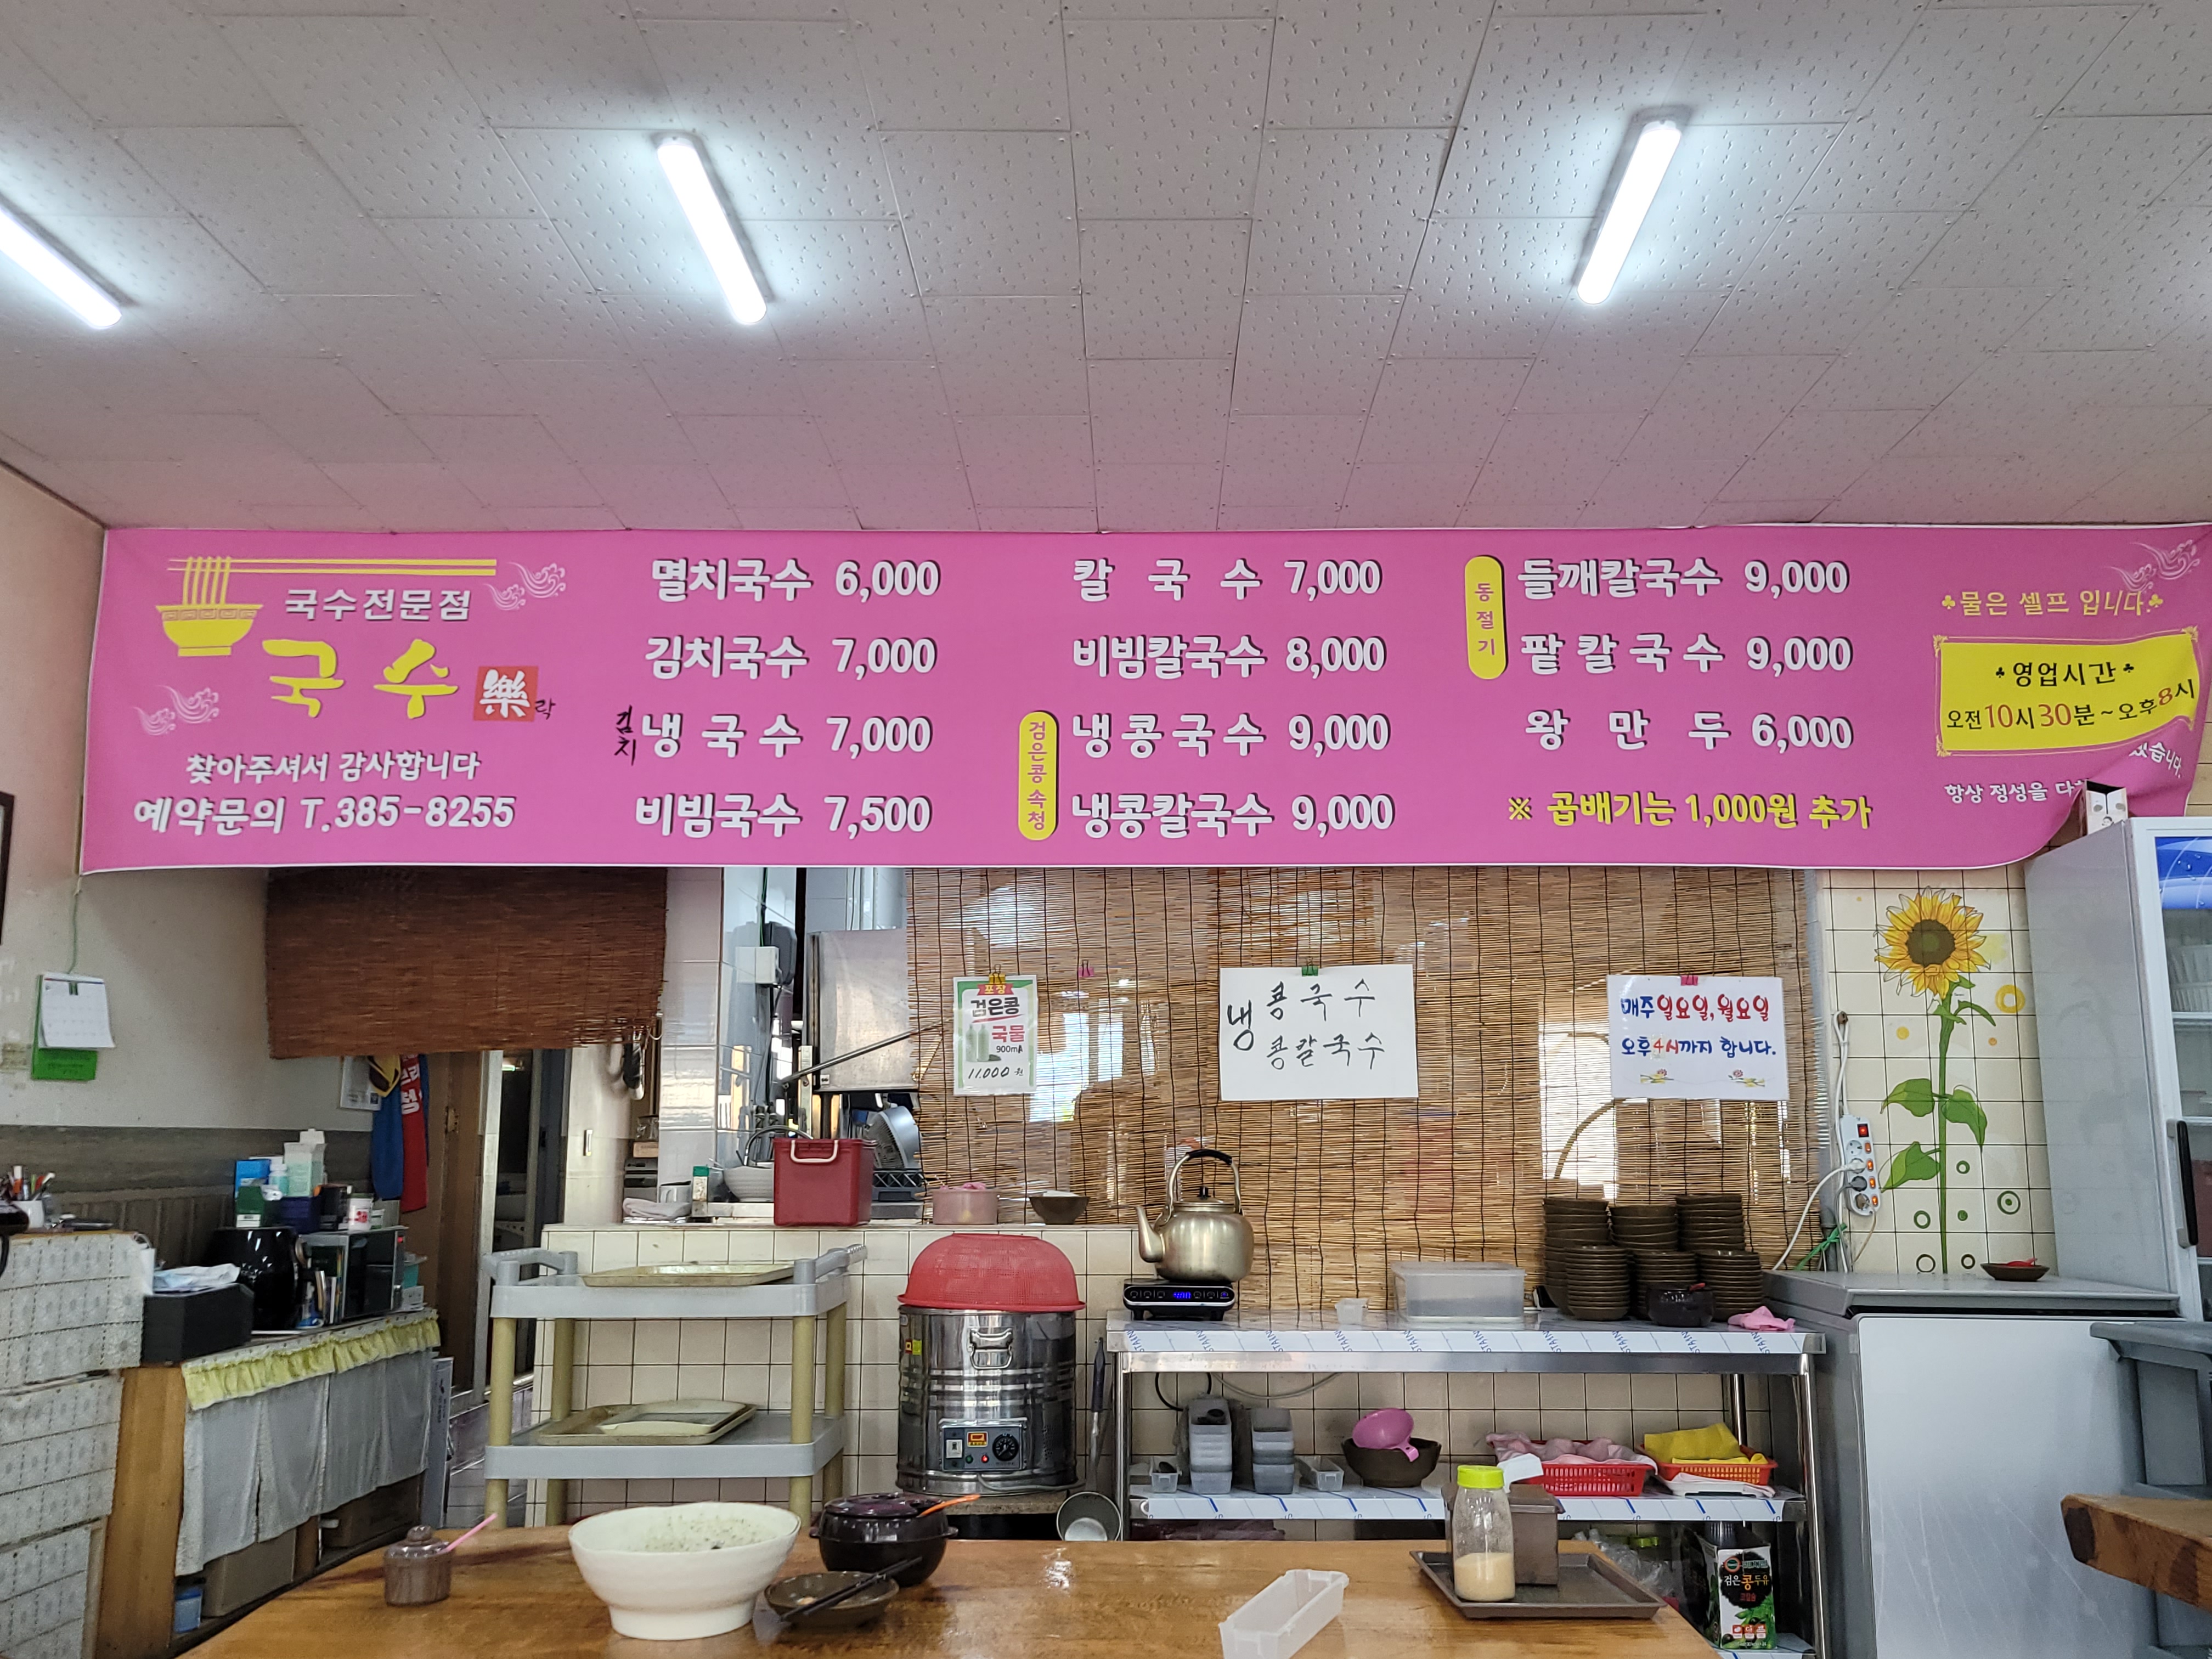 국수전문점
국수 樂 락
찾아주셔서 감사합니다
예약문의 T.385-8255
멸치국수 6,000
김치국수 7,000
김치 냉국수 7,000
비빔국수 7,500
칼국수 7,000
비빔칼국수 8,000
검은콩 속청
냉콩국수 9,000
냉콩칼국수 9,000
동절기
들깨칼국수 9,000
팥칼국수 9,000
왕만두 6,000
※ 곱배기는 1,000원 추가
♣물은 셀프 입니다.♣
♣영업시간♣
오전10시30분~오후8시
항상 정성을
포장
검은콩
국물
900ml
11,000원
냉 콩국수
콩칼국수
매주 일요일, 월요일
오후4시까지 합니다.
검은콩두유